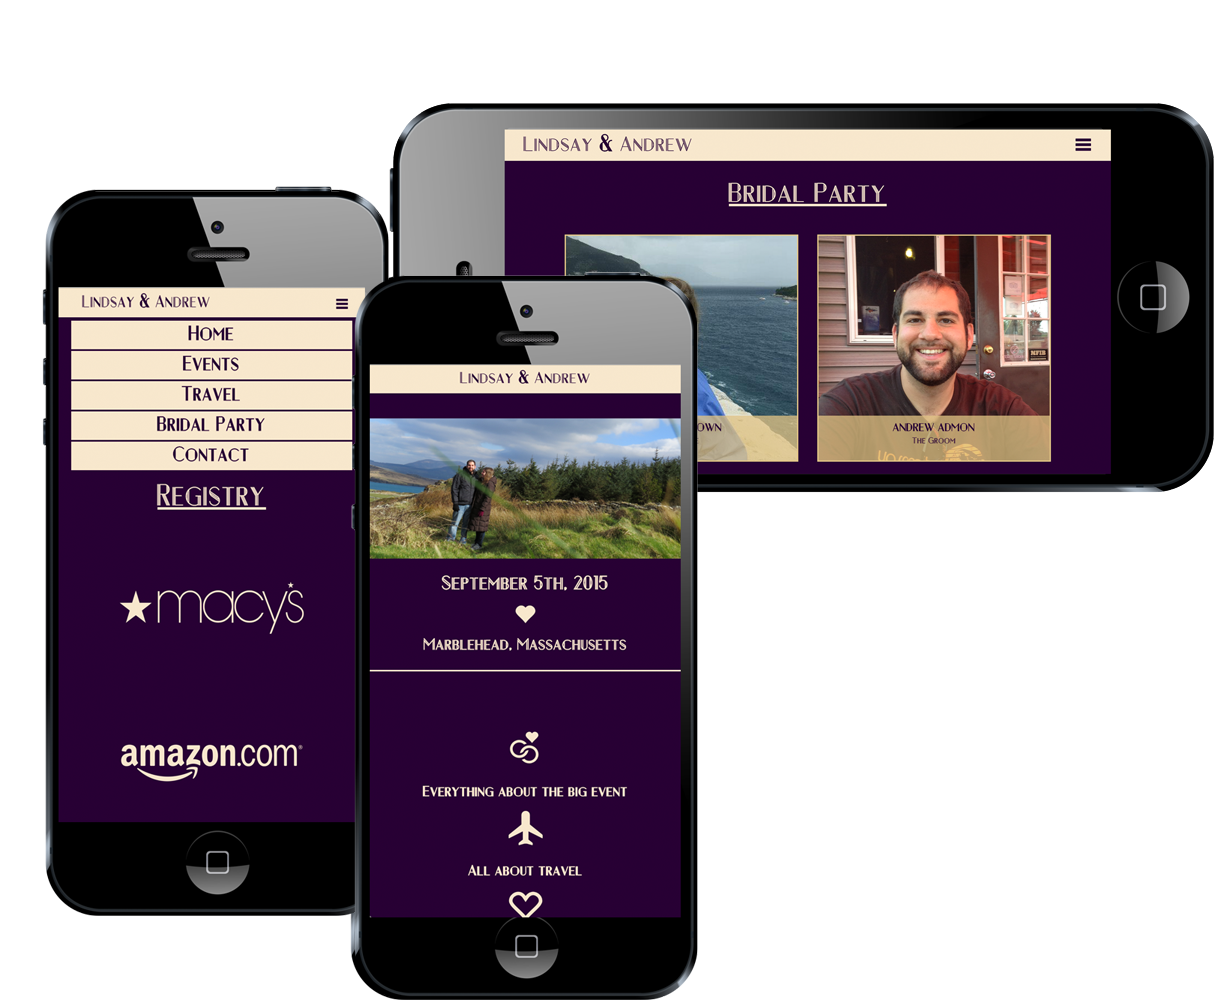 Lindsay & Andrew
Home
Events
Travel
Bridal Party
Contact
Registry
macy's
amazon.com®
Lindsay & Andrew
September 5th, 2015
Marblehead, Massachusetts
Everything about the big event
All about travel
Lindsay & Andrew
Bridal Party
OWN
ANDREW ADMON
The Groom